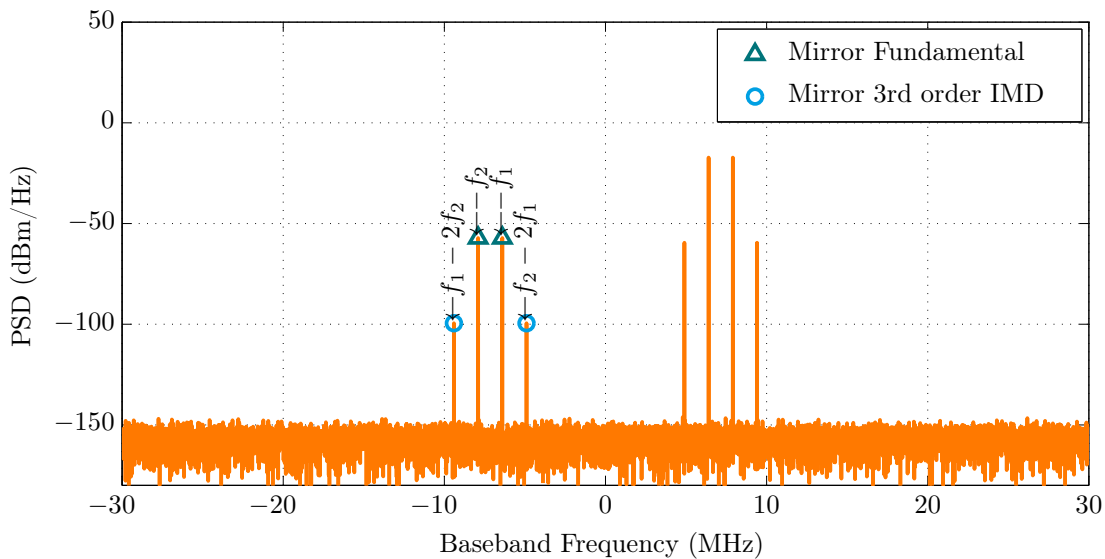 50
0
−50
−100
−150
PSD (dBm/Hz)
Mirror Fundamental
Mirror 3rd order IMD
f₁ − 2f₂
−f₂
−f₁
f₂ − 2f₁
−30 −20 −10 0 10 20 30
Baseband Frequency (MHz)